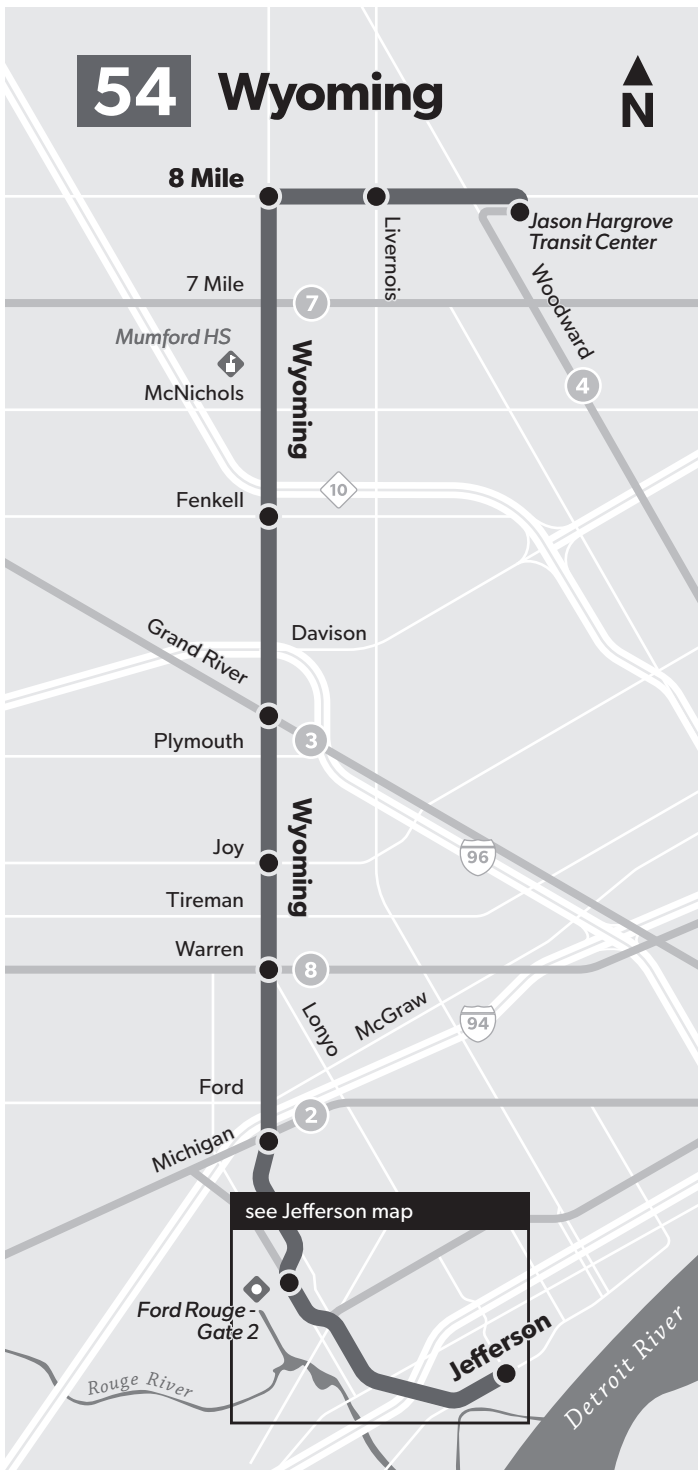 54 Wyoming
N
8 Mile
Livernois
Jason Hargrove
Transit Center
Woodward
7 Mile
7
Mumford HS
Wyoming
4
McNichols
10
Fenkell
Davison
Grand River
Plymouth
3
Wyoming
Joy
96
Tireman
Warren
8
Lonyo
McGraw
94
Ford
2
Michigan
see Jefferson map
Ford Rouge -
Gate 2
Jefferson
Rouge River
Detroit River